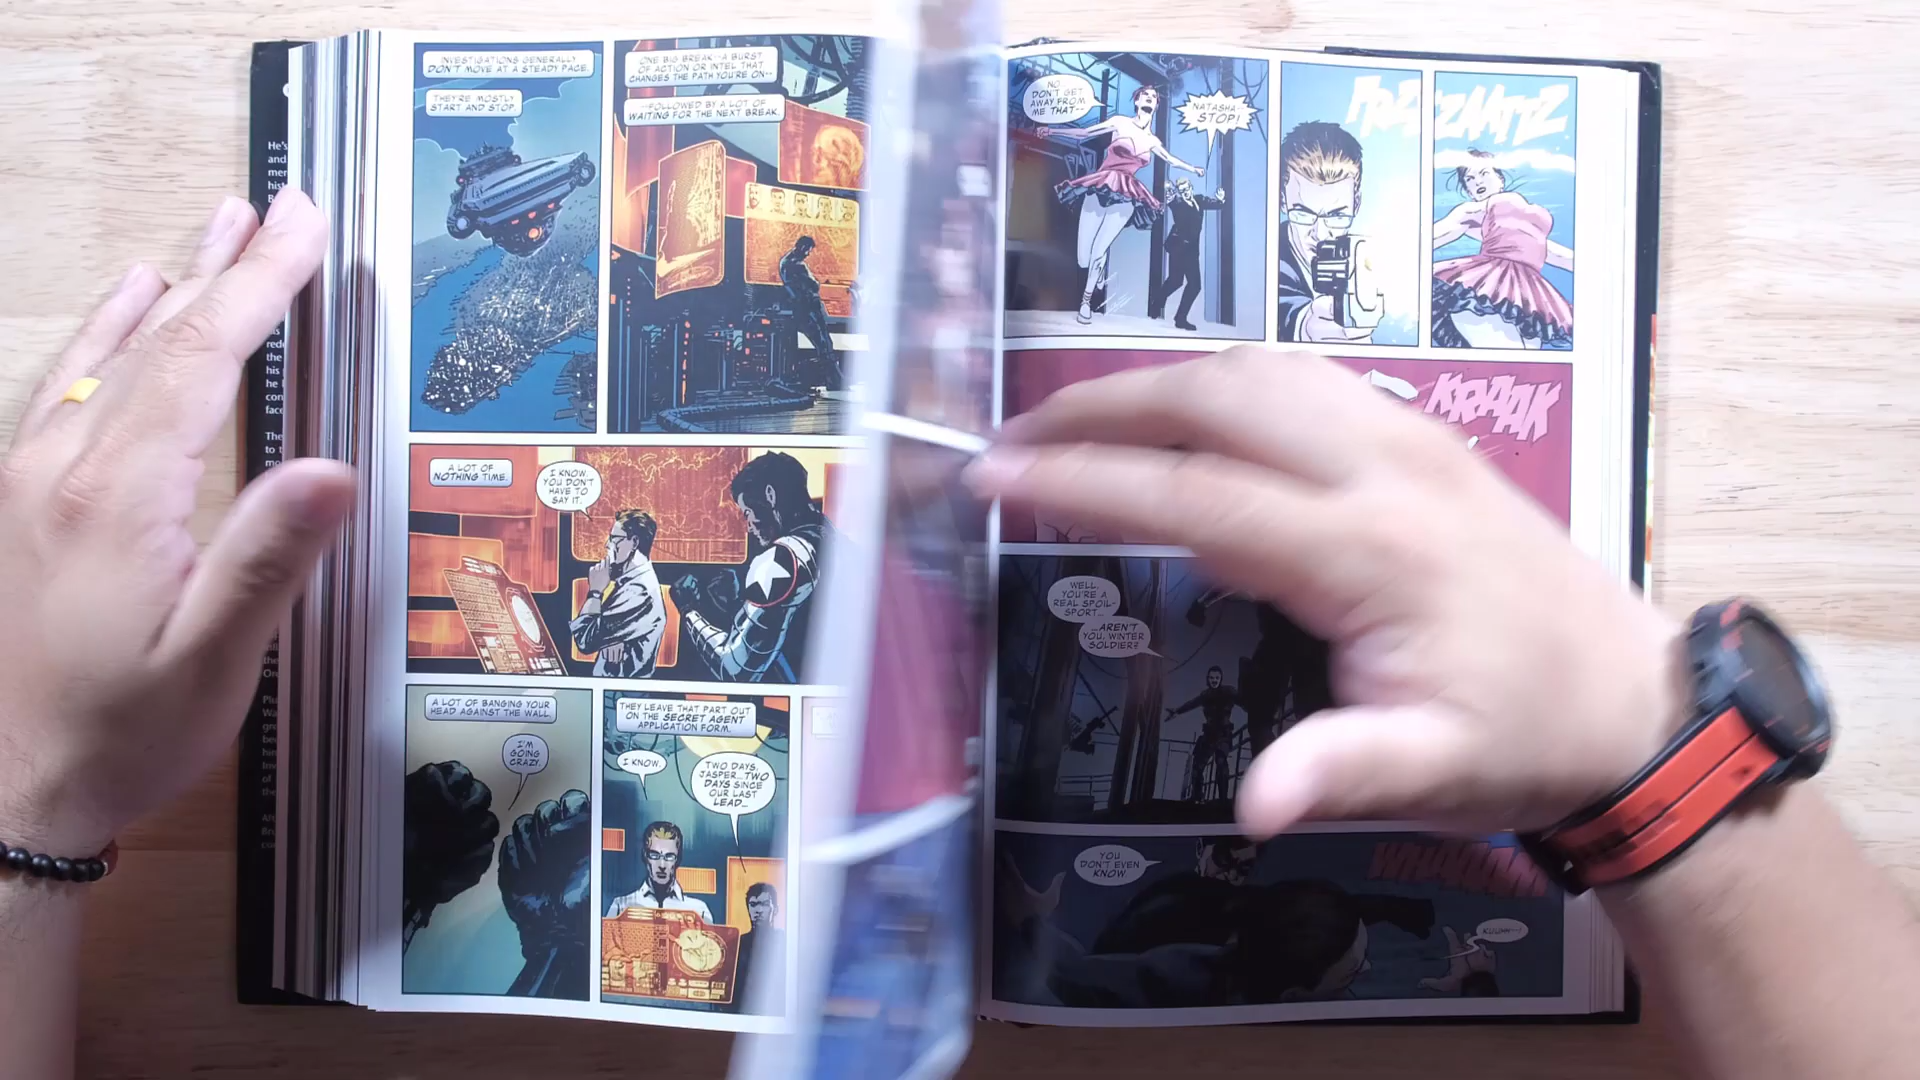 INVESTIGATIONS GENERALLY
DON'T MOVE AT A STEADY PACE.
THEY'RE MOSTLY
START AND STOP.
ONE BIG BREAK--A BURST
OF ACTION OR INTEL THAT
CHANGES THE PATH YOU'RE ON--
--FOLLOWED BY A LOT OF
WAITING FOR THE NEXT BREAK.
A LOT OF
NOTHING TIME.
I KNOW.
YOU DON'T
HAVE TO
SAY IT.
A LOT OF BANGING YOUR
HEAD AGAINST THE WALL.
I'M
GOING
CRAZY.
THEY LEAVE THAT PART OUT
ON THE SECRET AGENT
APPLICATION FORM.
I KNOW.
TWO DAYS,
JASPER...TWO
DAYS SINCE
OUR LAST
LEAD...
NO
DON'T GET
AWAY FROM
ME THAT--
NATASHA--
STOP!
KRAAK
WELL,
YOU'RE A
REAL SPOIL-
SPORT...
...AREN'T
YOU, WINTER
SOLDIER?
YOU
DON'T EVEN
KNOW
He's
and
The
to